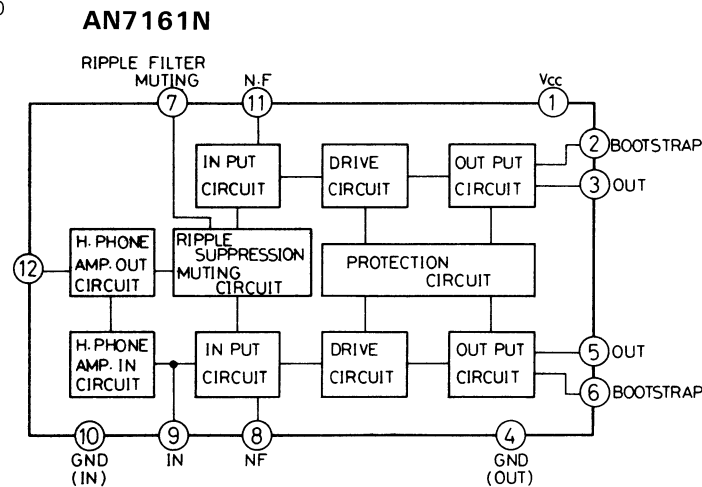 AN7161N
RIPPLE FILTER
MUTING
N.F
Vcc
7
11
1
2
BOOTSTRAP
IN PUT
CIRCUIT
DRIVE
CIRCUIT
OUT PUT
CIRCUIT
3
OUT
H. PHONE
AMP. OUT
CIRCUIT
RIPPLE
SUPPRESSION
MUTING
CIRCUIT
PROTECTION
CIRCUIT
12
H. PHONE
AMP. IN
CIRCUIT
IN PUT
CIRCUIT
DRIVE
CIRCUIT
OUT PUT
CIRCUIT
5
OUT
6
BOOTSTRAP
10
9
8
4
GND
(IN)
IN
NF
GND
(OUT)